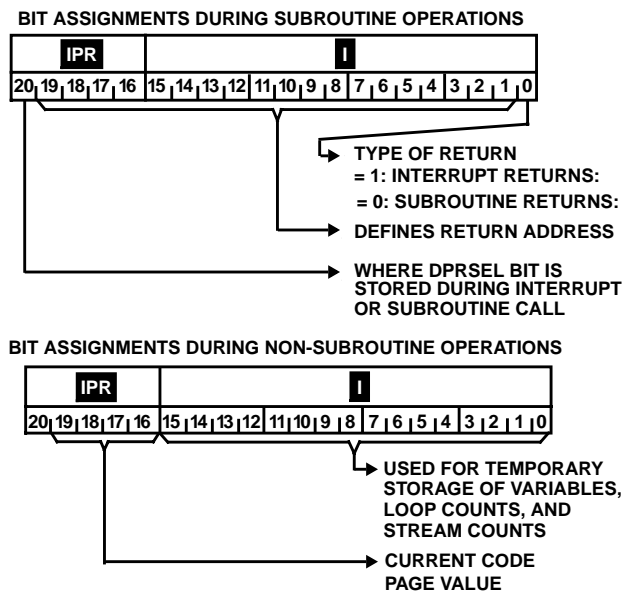 BIT ASSIGNMENTS DURING SUBROUTINE OPERATIONS
IPR I
20 19 18 17 16 15 14 13 12 11 10 9 8 7 6 5 4 3 2 1 0
TYPE OF RETURN
= 1: INTERRUPT RETURNS:
= 0: SUBROUTINE RETURNS:
DEFINES RETURN ADDRESS
WHERE DPRSEL BIT IS
STORED DURING INTERRUPT
OR SUBROUTINE CALL
BIT ASSIGNMENTS DURING NON-SUBROUTINE OPERATIONS
IPR I
20 19 18 17 16 15 14 13 12 11 10 9 8 7 6 5 4 3 2 1 0
USED FOR TEMPORARY
STORAGE OF VARIABLES,
LOOP COUNTS, AND
STREAM COUNTS
CURRENT CODE
PAGE VALUE